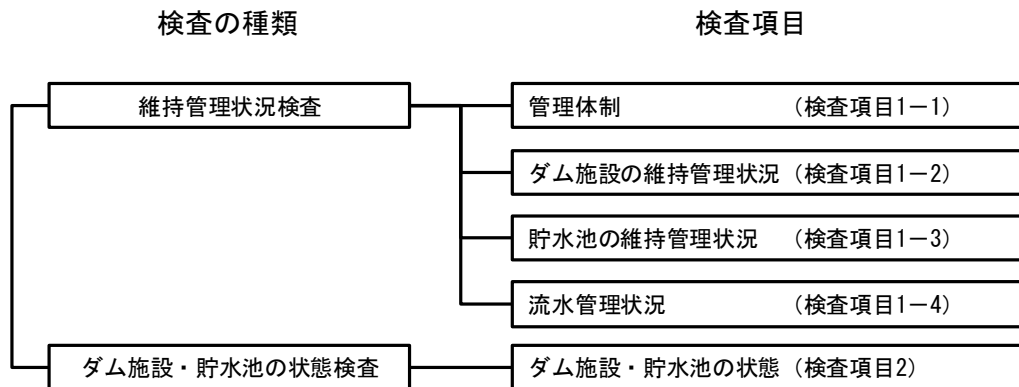 検査の種類 検査項目
維持管理状況検査 管理体制 (検査項目1－1)
ダム施設の維持管理状況 (検査項目1－2)
貯水池の維持管理状況 (検査項目1－3)
流水管理状況 (検査項目1－4)
ダム施設・貯水池の状態検査 ダム施設・貯水池の状態 (検査項目2)